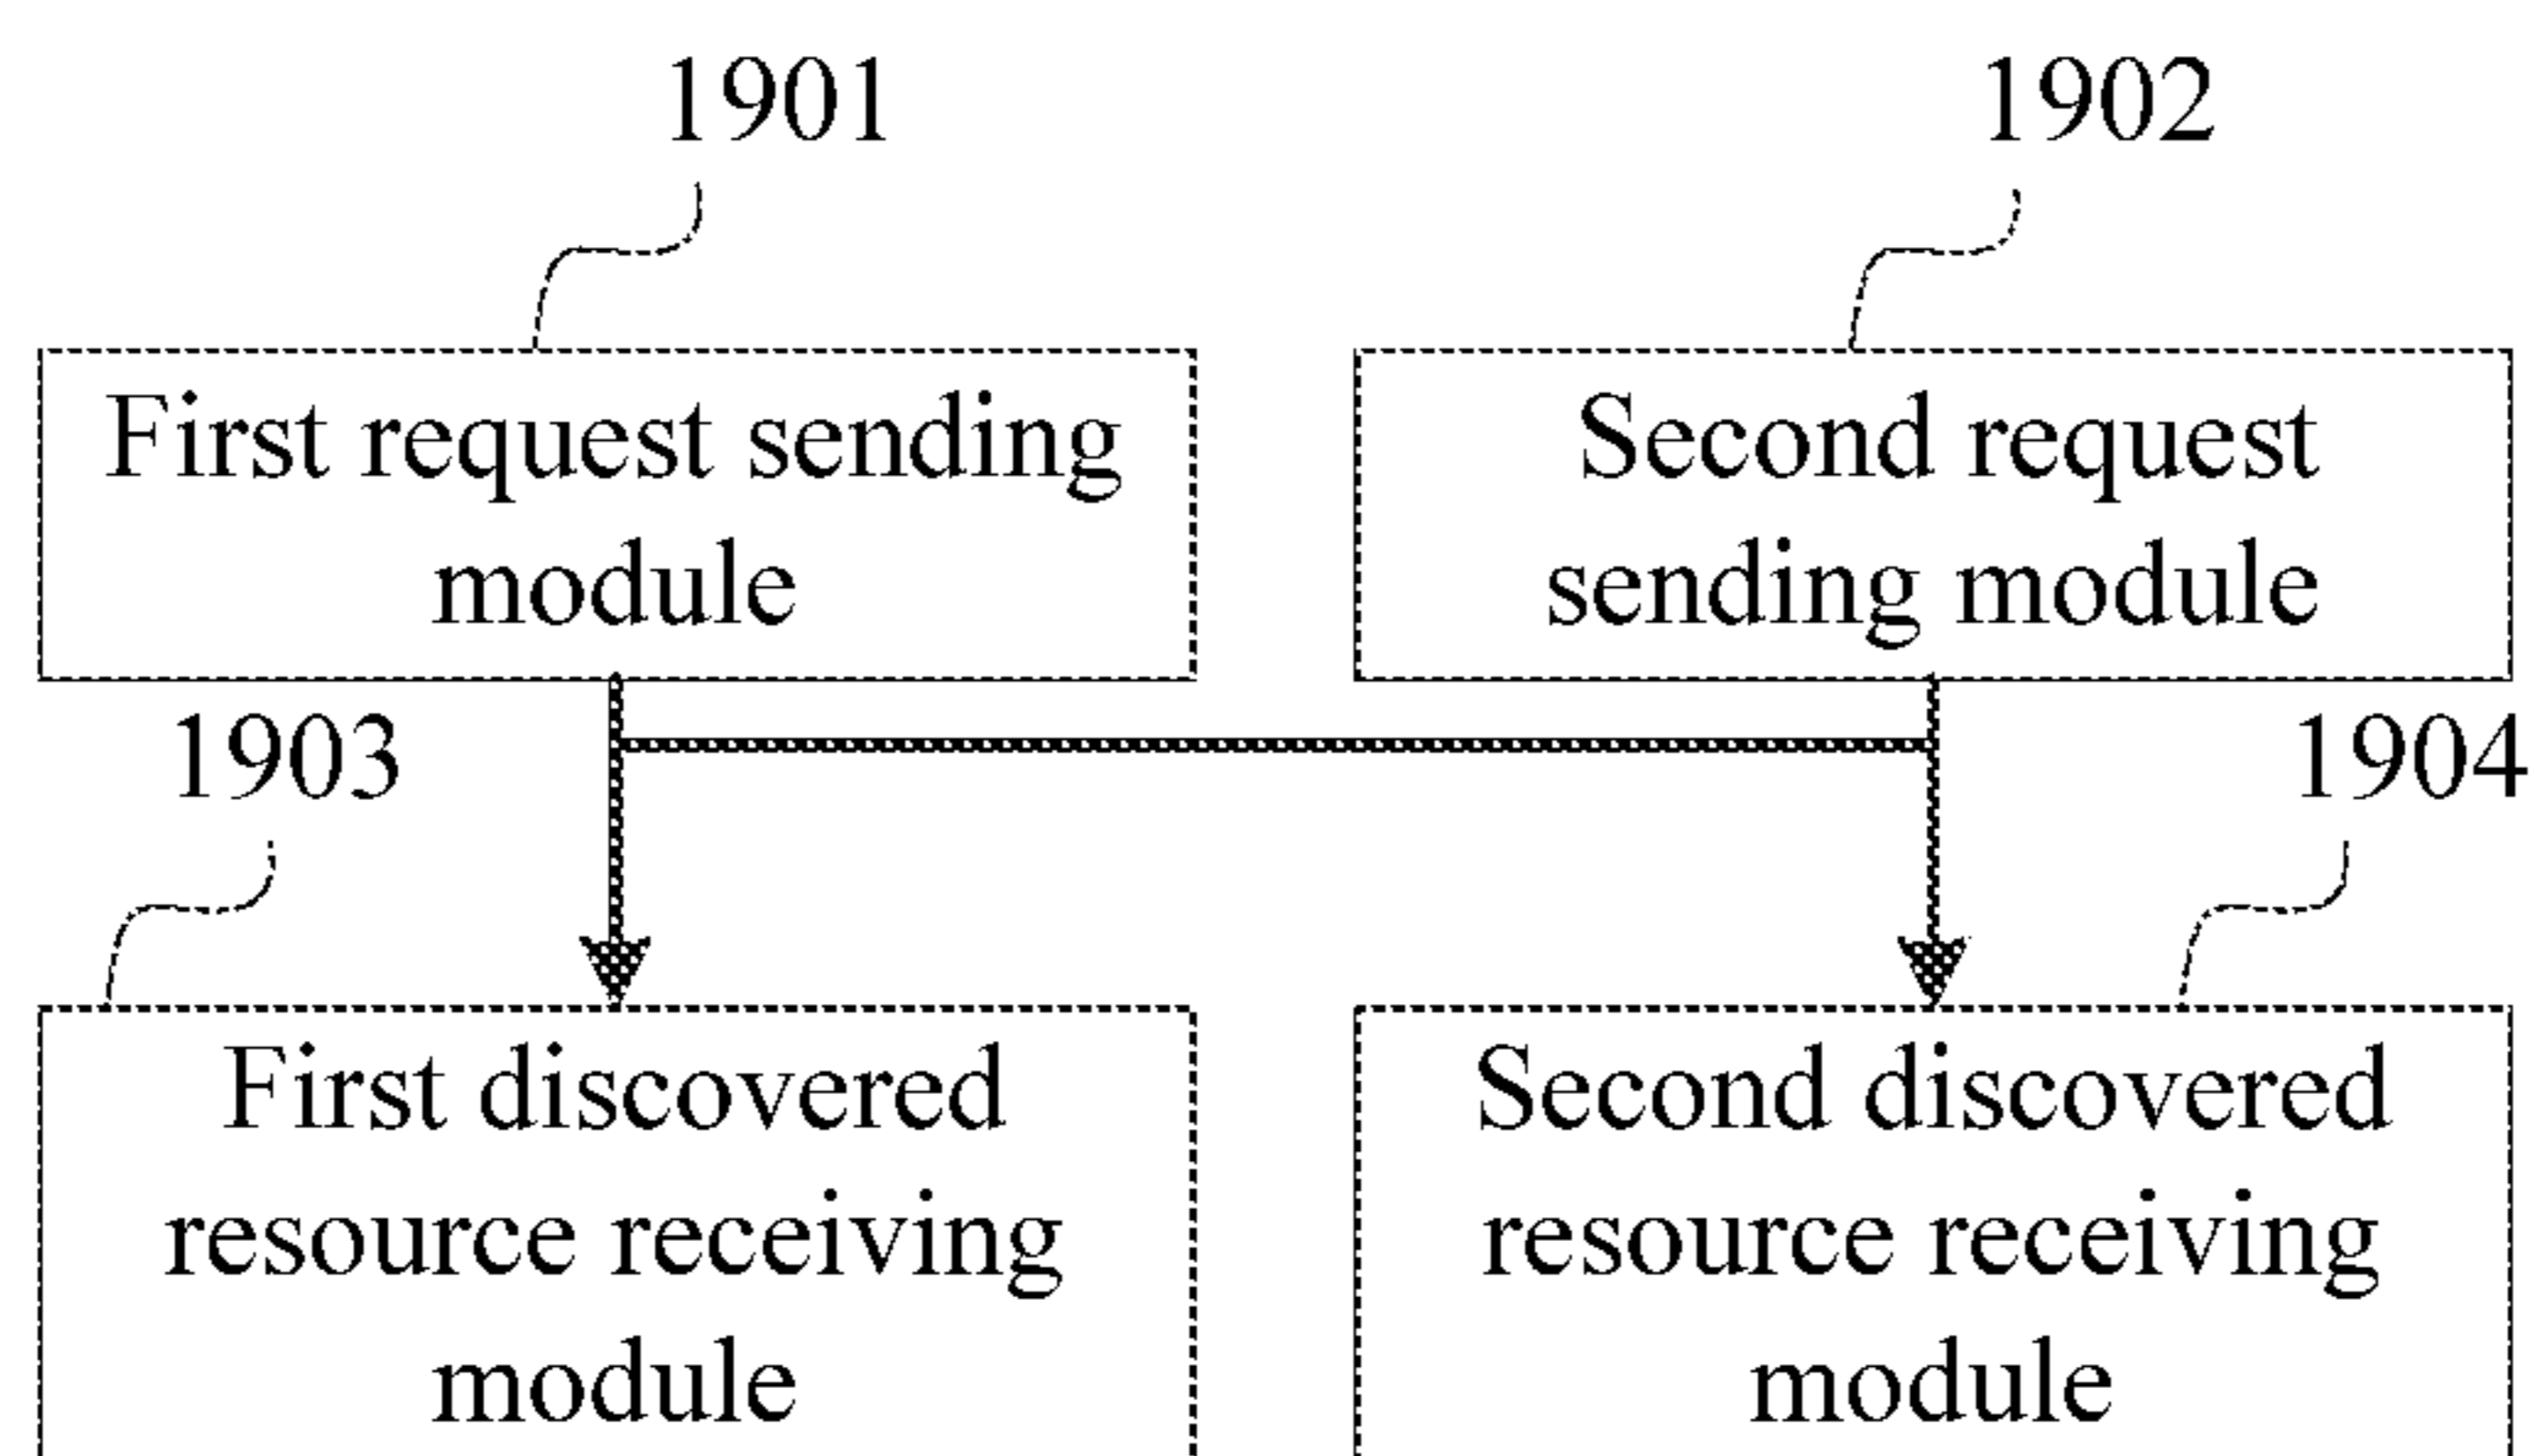 1901
1902
First request sending
module
Second request
sending module
1903
1904
First discovered
resource receiving
module
Second discovered
resource receiving
module